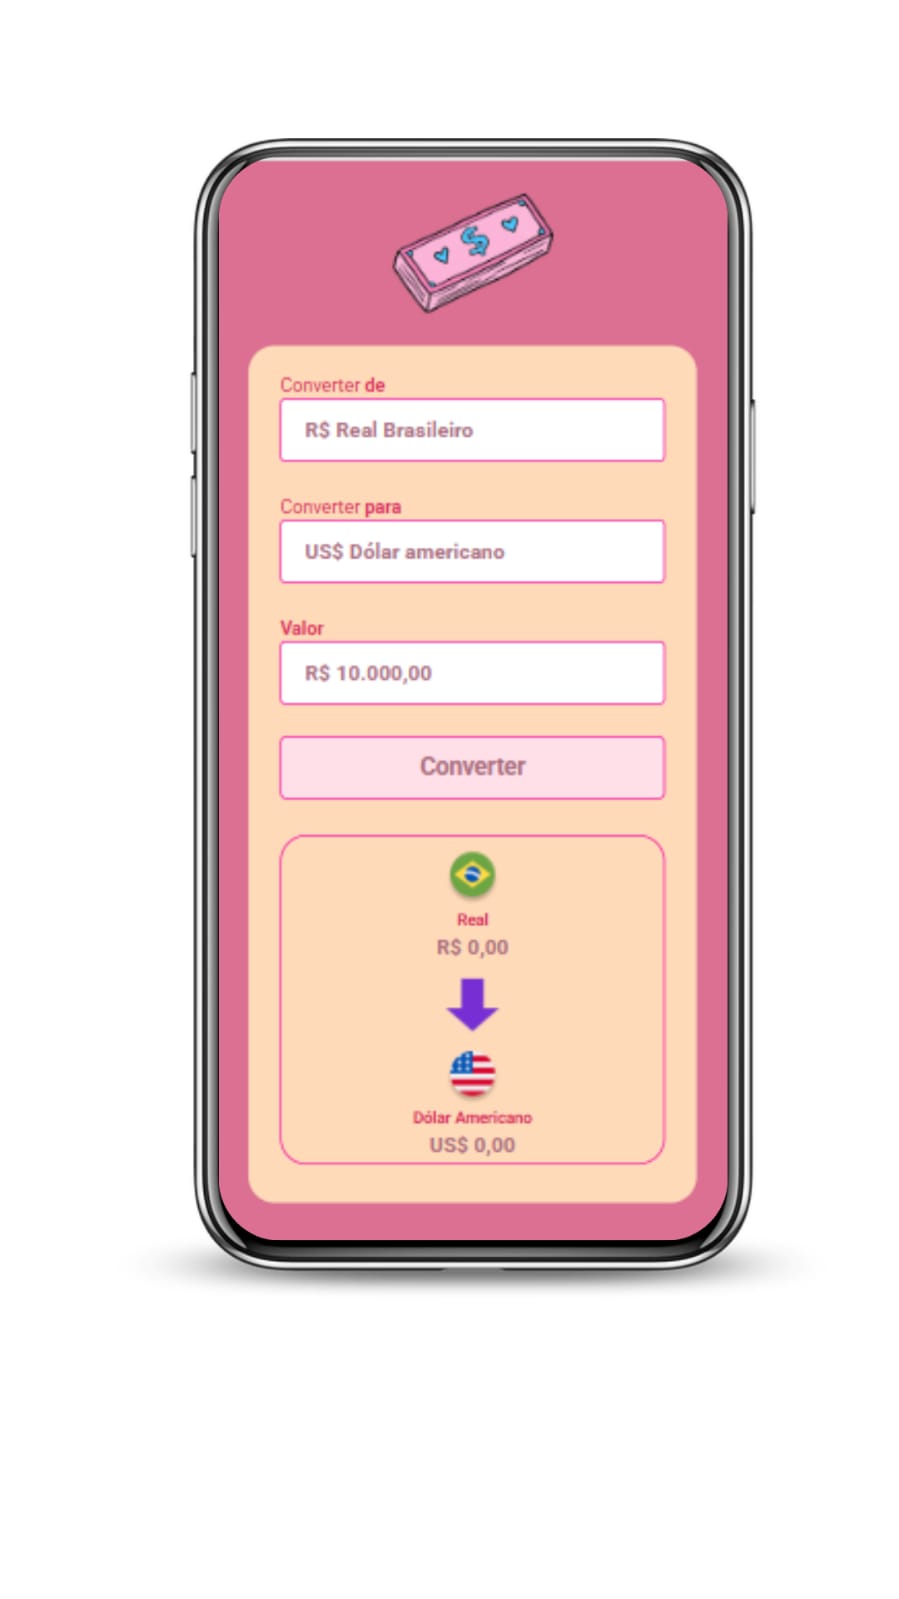 $
Converter de
R$ Real Brasileiro
Converter para
US$ Dólar americano
Valor
R$ 10.000,00
Converter
Real
R$ 0,00
Dólar Americano
US$ 0,00